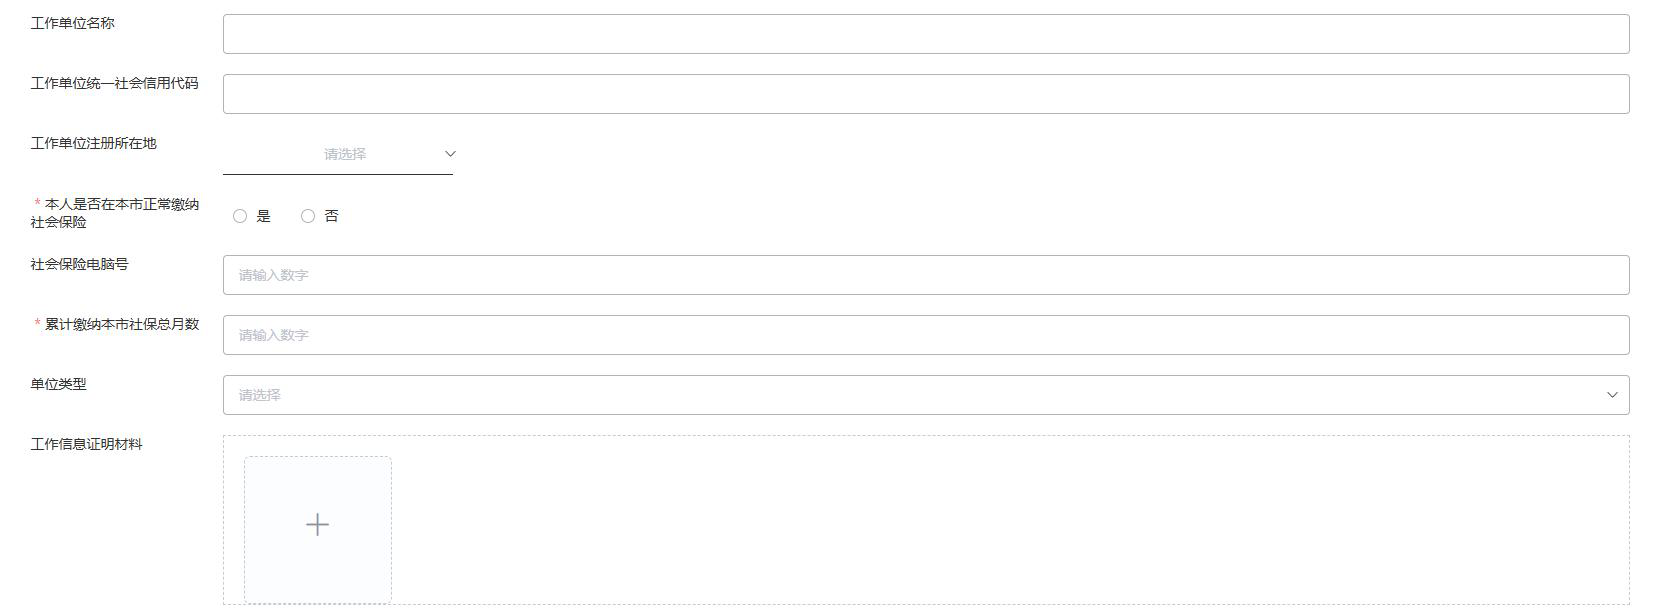 工作单位名称
工作单位统一社会信用代码
工作单位注册所在地
请选择
* 本人是否在本市正常缴纳
社会保险
是
否
社会保险电脑号
请输入数字
* 累计缴纳本市社保总月数
请输入数字
单位类型
请选择
工作信息证明材料